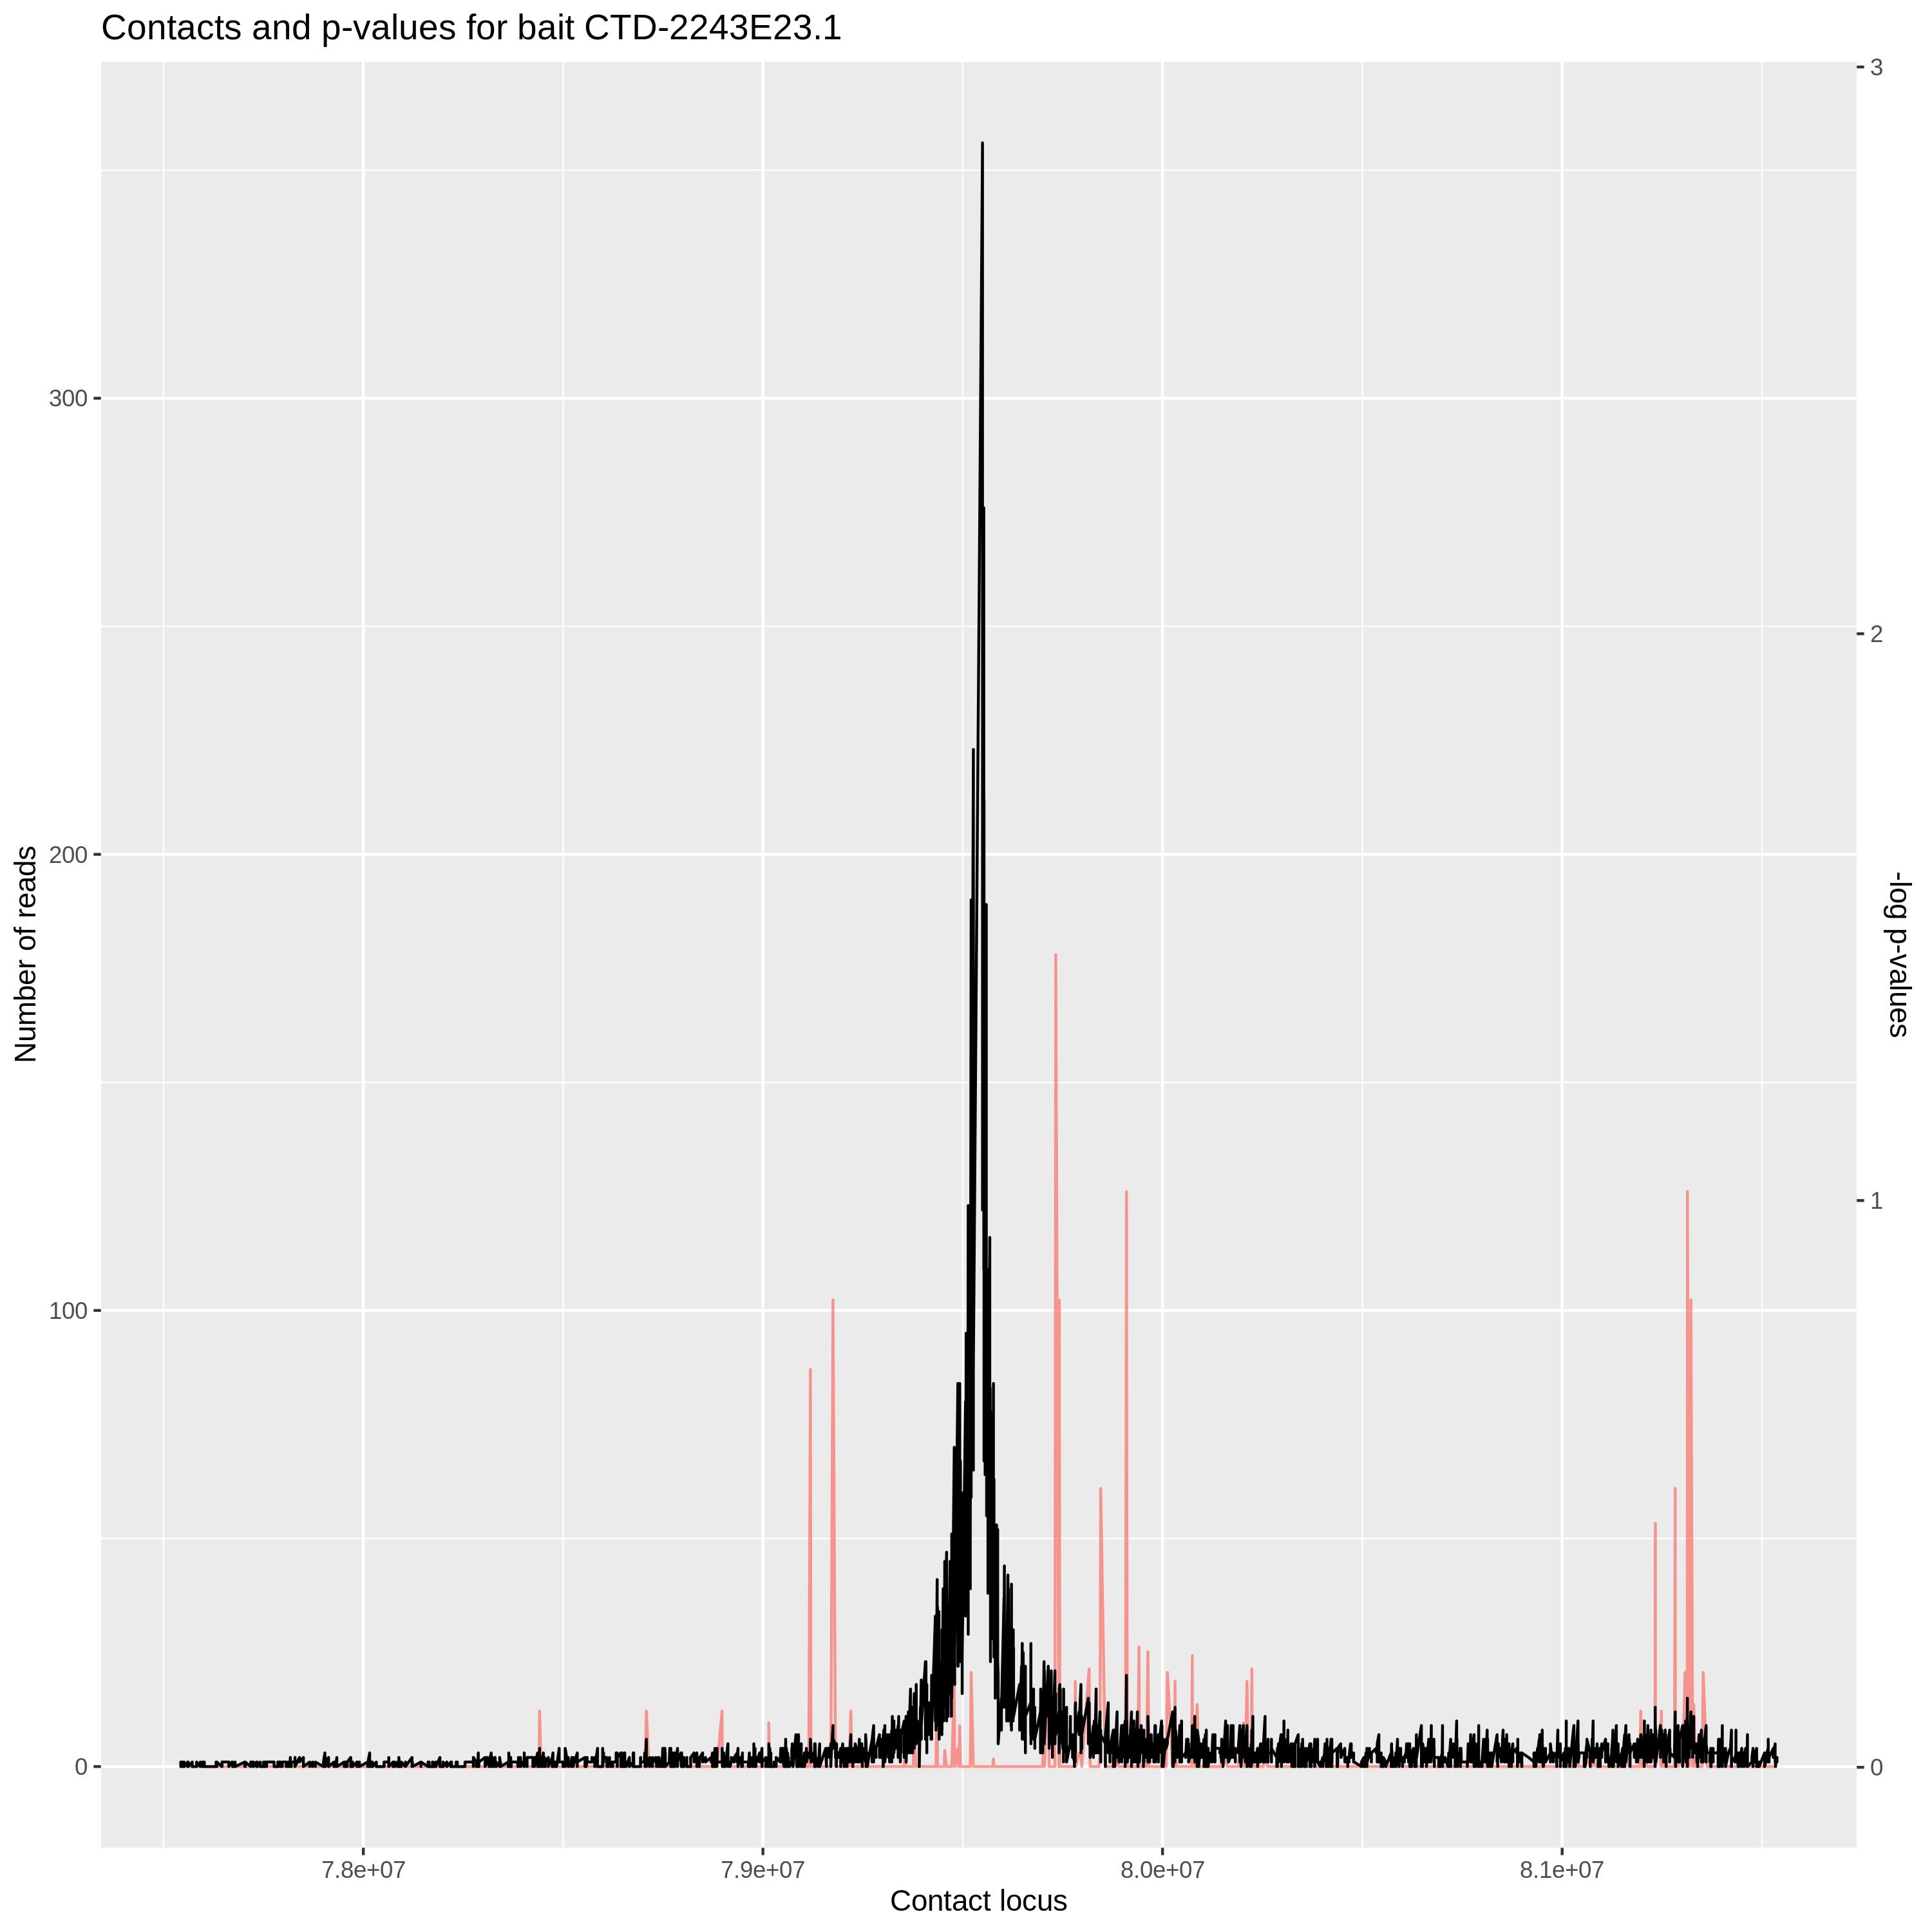 Contacts and p-values for bait CTD-2243E23.1
Number of reads
300
200
100
0
3
2
1
0
-log p-values
7.8e+07 7.9e+07 8.0e+07 8.1e+07
Contact locus